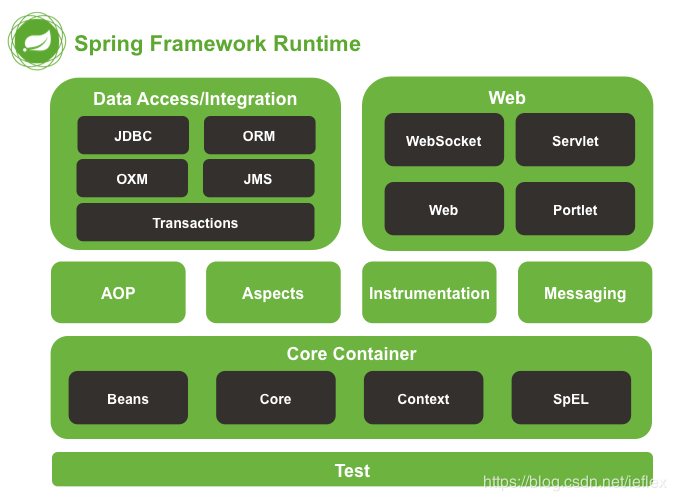 Spring Framework Runtime
Data Access/Integration
JDBC
ORM
OXM
JMS
Transactions
Web
WebSocket
Servlet
Web
Portlet
AOP
Aspects
Instrumentation
Messaging
Core Container
Beans
Core
Context
SpEL
Test
https://blog.csdn.net/ieflex